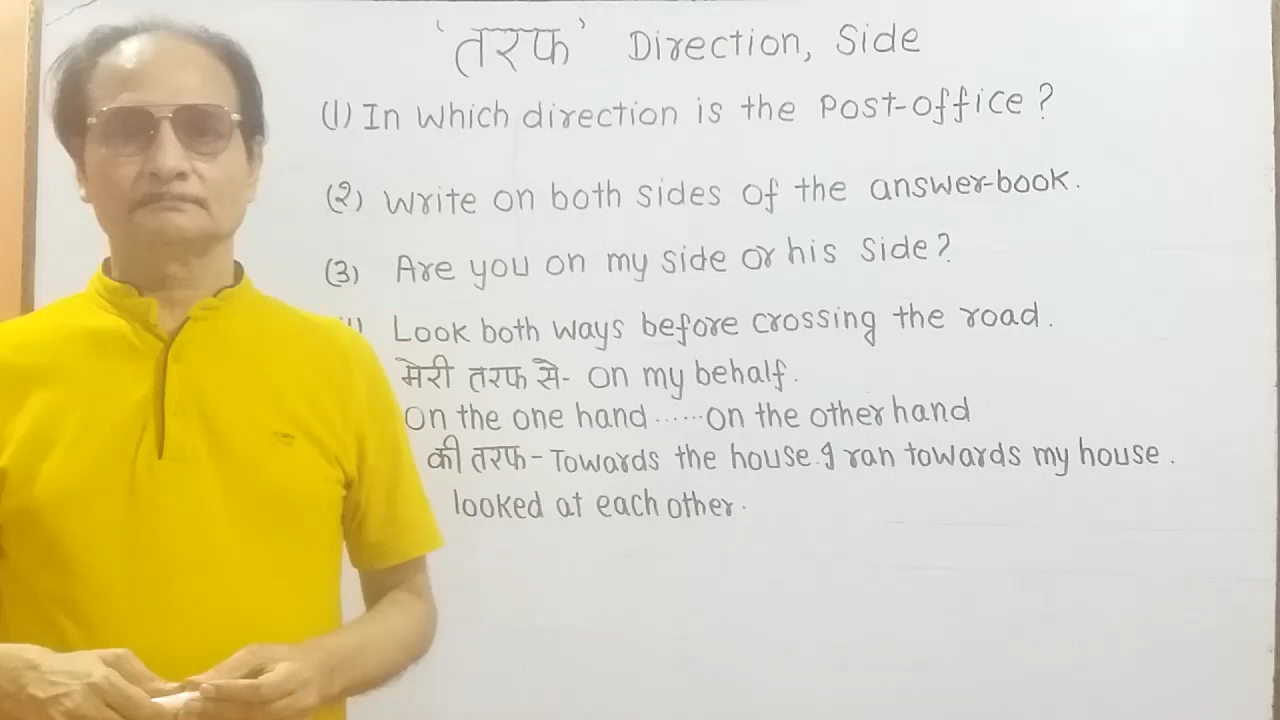 'तरफ' Direction, Side
(1) In which direction is the Post-office?
(2) Write on both sides of the answer-book.
(3) Are you on my side or his side?
Look both ways before crossing the road.
मेरी तरफ से- on my behalf.
On the one hand ...... on the other hand
की तरफ - Towards the house. I ran towards my house.
looked at each other.